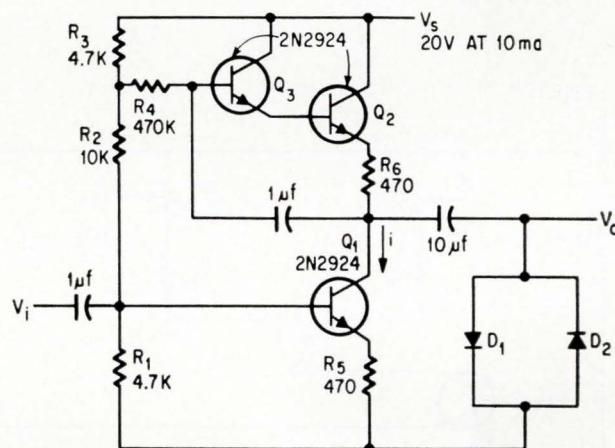 R3
4.7K
2N2924
Vs
20V AT 10ma
Q3
R4
470K
Q2
R2
10K
R6
470
1μf
Q1
2N2924
i
10μf
Vo
1μf
Vi
D1
D2
R1
4.7K
R5
470